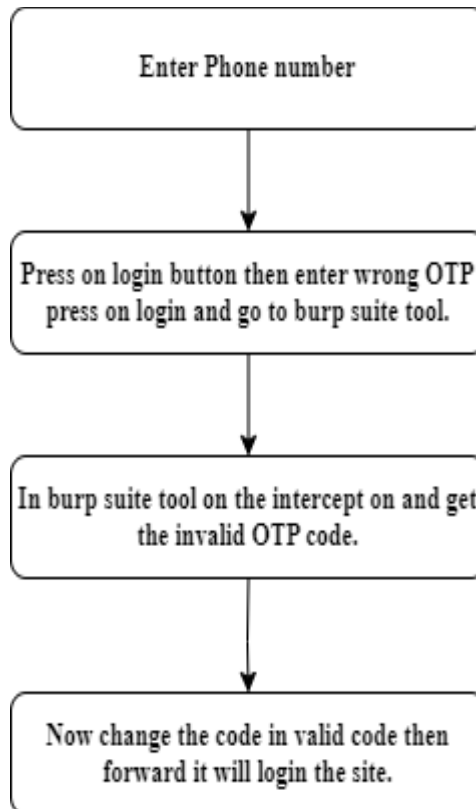 Enter Phone number
Press on login button then enter wrong OTP
press on login and go to burp suite tool.
In burp suite tool on the intercept on and get
the invalid OTP code.
Now change the code in valid code then
forward it will login the site.